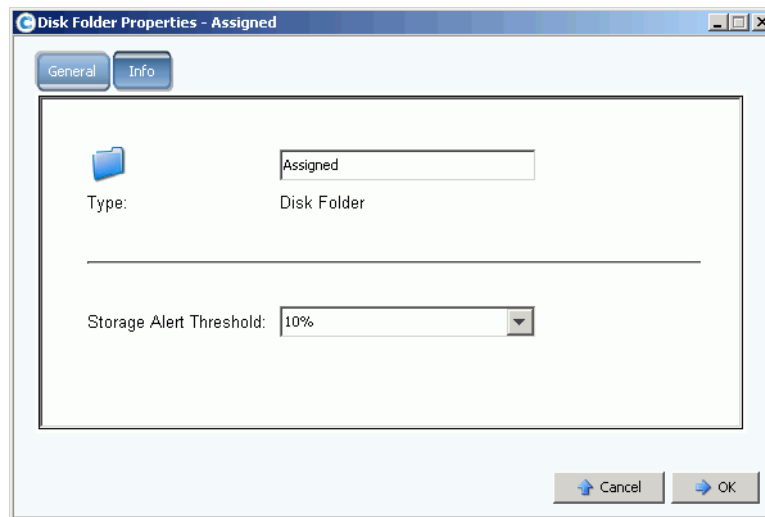 Disk Folder Properties - Assigned
General
Info
Assigned
Type:
Disk Folder
Storage Alert Threshold:
10%
Cancel
OK